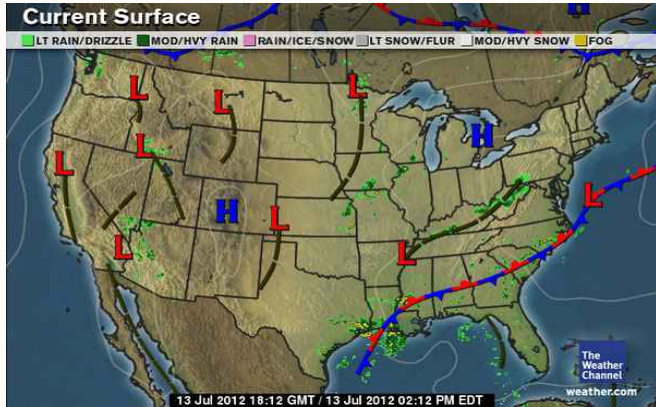 Current Surface
LT RAIN/DRIZZLE MOD/HVY RAIN RAIN/ICE/SNOW LT SNOW/FLUR MOD/HVY SNOW FOG
H
L L L
H
L L
L
H L
L L
The
Weather
Channel
weather.com
13 Jul 2012 18:12 GMT / 13 Jul 2012 02:12 PM EDT